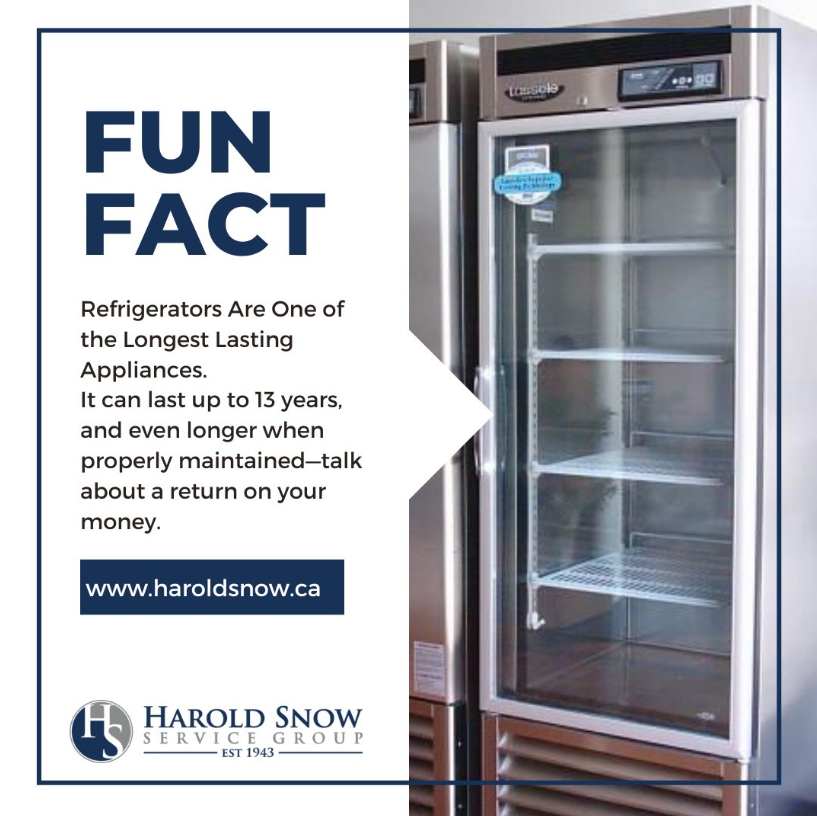 FUN
FACT
Refrigerators Are One of
the Longest Lasting
Appliances.
It can last up to 13 years,
and even longer when
properly maintained—talk
about a return on your
money.
www.haroldsnow.ca
HS
HAROLD SNOW
SERVICE GROUP
EST 1943